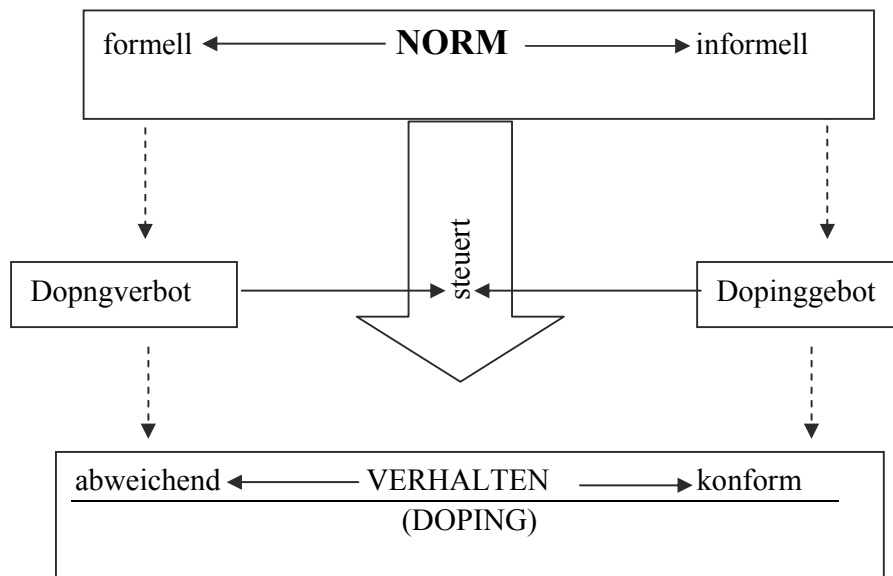 formell NORM informell
steuert
Dopngverbot Dopinggebot
abweichend VERHALTEN konform
(DOPING)